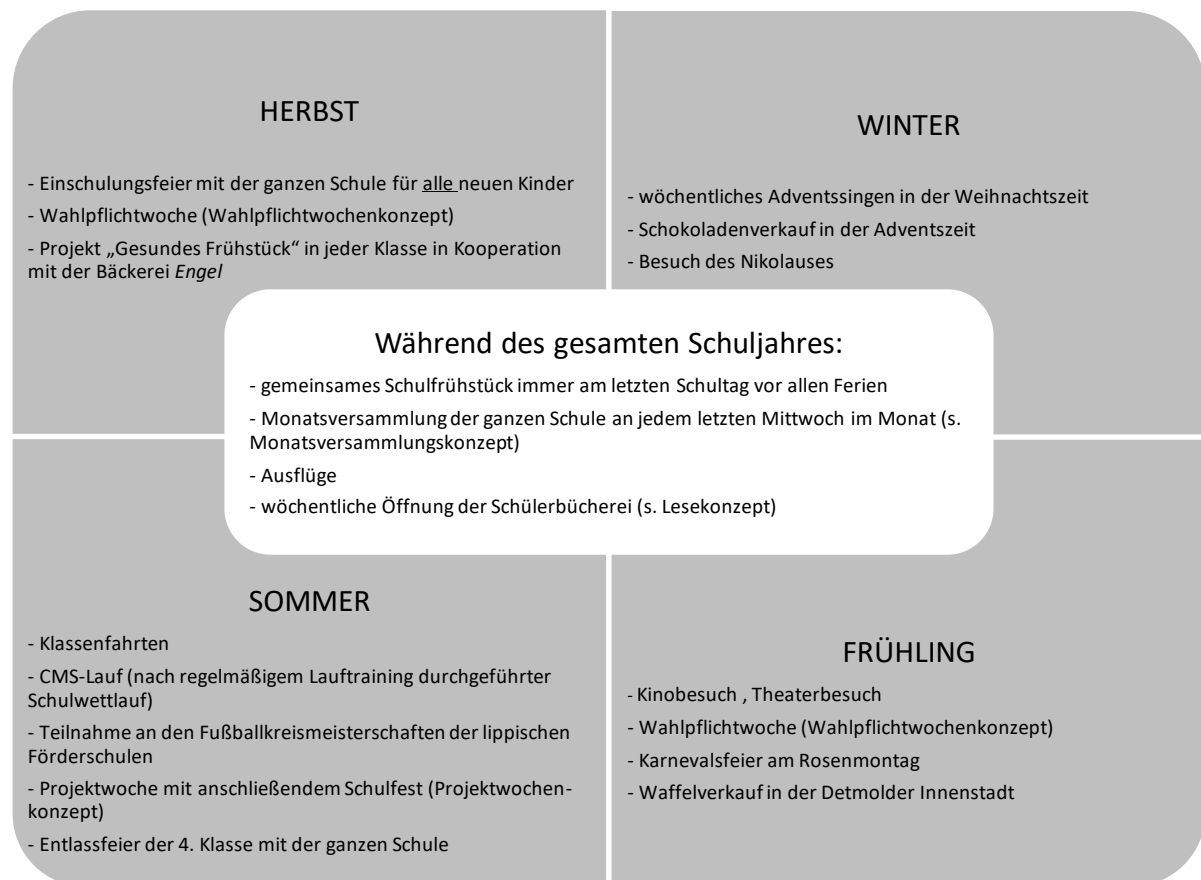 HERBST
- Einschulungsfeier mit der ganzen Schule für alle neuen Kinder
- Wahlpflichtwoche (Wahlpflichtwochenkonzept)
- Projekt „Gesundes Frühstück“ in jeder Klasse in Kooperation
mit der Bäckerei Engel
WINTER
- wöchentliches Adventssingen in der Weihnachtszeit
- Schokoladenverkauf in der Adventszeit
- Besuch des Nikolauses
Während des gesamten Schuljahres:
- gemeinsames Schulfrühstück immer am letzten Schultag vor allen Ferien
- Monatsversammlung der ganzen Schule an jedem letzten Mittwoch im Monat (s.
Monatsversammlungskonzept)
- Ausflüge
- wöchentliche Öffnung der Schülerbücherei (s. Lesekonzept)
SOMMER
- Klassenfahrten
- CMS-Lauf (nach regelmäßigem Lauftraining durchgeführter
Schulwettlauf)
- Teilnahme an den Fußballkreismeisterschaften der lippischen
Förderschulen
- Projektwoche mit anschließendem Schulfest (Projektwochen-
konzept)
- Entlassfeier der 4. Klasse mit der ganzen Schule
FRÜHLING
- Kinobesuch , Theaterbesuch
- Wahlpflichtwoche (Wahlpflichtwochenkonzept)
- Karnevalsfeier am Rosenmontag
- Waffelverkauf in der Detmolder Innenstadt